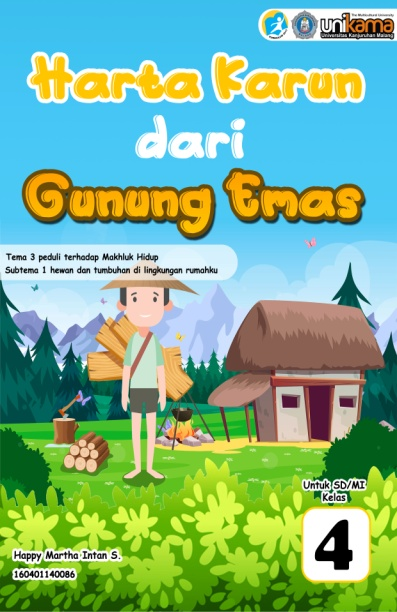 The Multicultural University
unikama
Universitas Kanjuruhan Malang
Harta Karun
dari
Gunung Emas
Tema 3 peduli terhadap Makhluk Hidup
Subtema 1 hewan dan tumbuhan di lingkungan rumahku
Untuk SD/MI
Kelas
4
Happy Martha Intan S.
160401140086